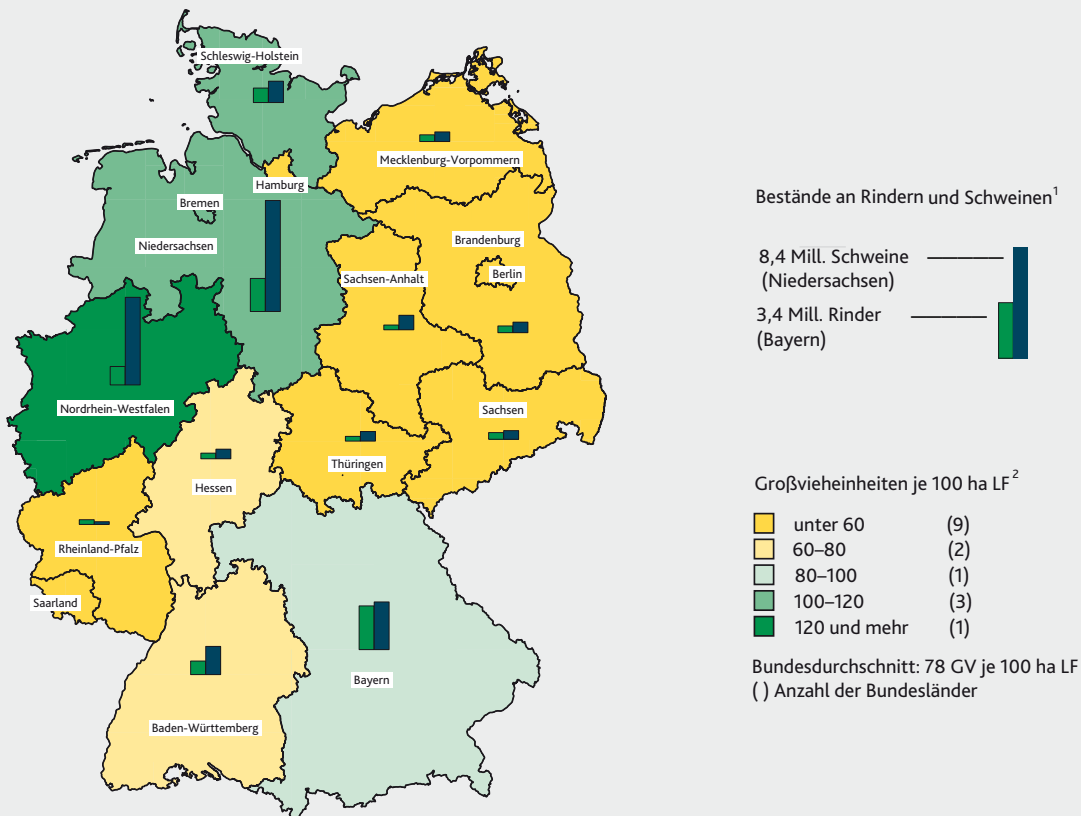 Schleswig-Holstein
Mecklenburg-Vorpommern
Hamburg
Bremen
Niedersachsen
Brandenburg
Berlin
Sachsen-Anhalt
Nordrhein-Westfalen
Sachsen
Thüringen
Hessen
Rheinland-Pfalz
Saarland
Bayern
Baden-Württemberg
Bestände an Rindern und Schweinen¹
8,4 Mill. Schweine
(Niedersachsen)
3,4 Mill. Rinder
(Bayern)
Großvieheinheiten je 100 ha LF²
unter 60 (9)
60–80 (2)
80–100 (1)
100–120 (3)
120 und mehr (1)
Bundesdurchschnitt: 78 GV je 100 ha LF
( ) Anzahl der Bundesländer